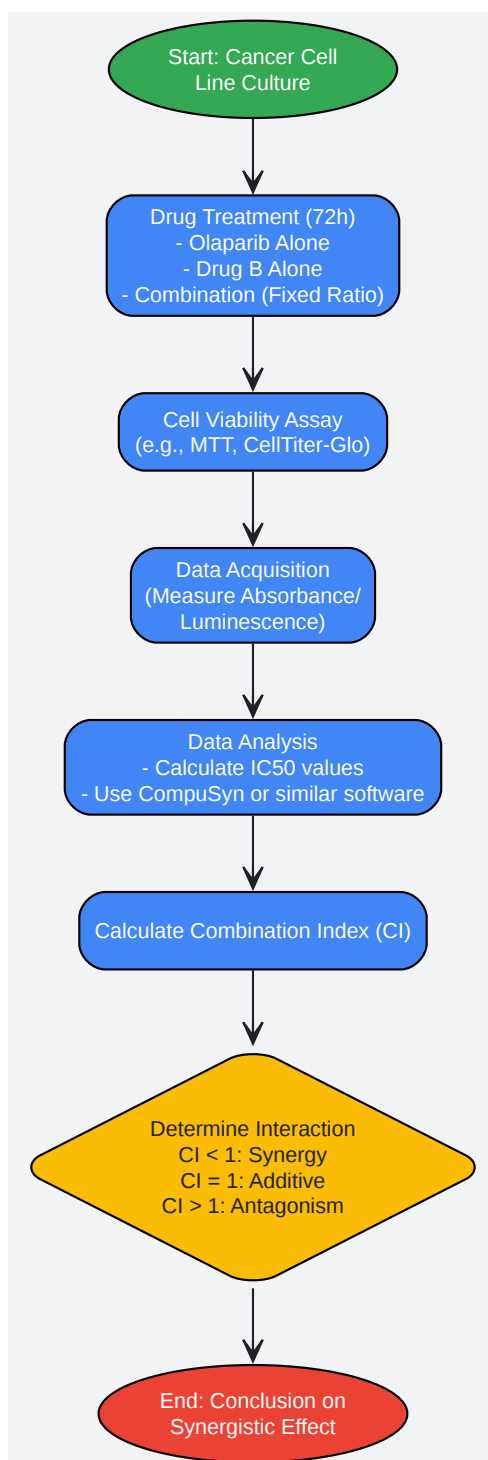 Start: Cancer Cell
Line Culture
Drug Treatment (72h)
- Olaparib Alone
- Drug B Alone
- Combination (Fixed Ratio)
Cell Viability Assay
(e.g., MTT, CellTiter-Glo)
Data Acquisition
(Measure Absorbance/
Luminescence)
Data Analysis
- Calculate IC50 values
- Use CompuSyn or similar software
Calculate Combination Index (CI)
Determine Interaction
CI < 1: Synergy
CI = 1: Additive
CI > 1: Antagonism
End: Conclusion on
Synergistic Effect